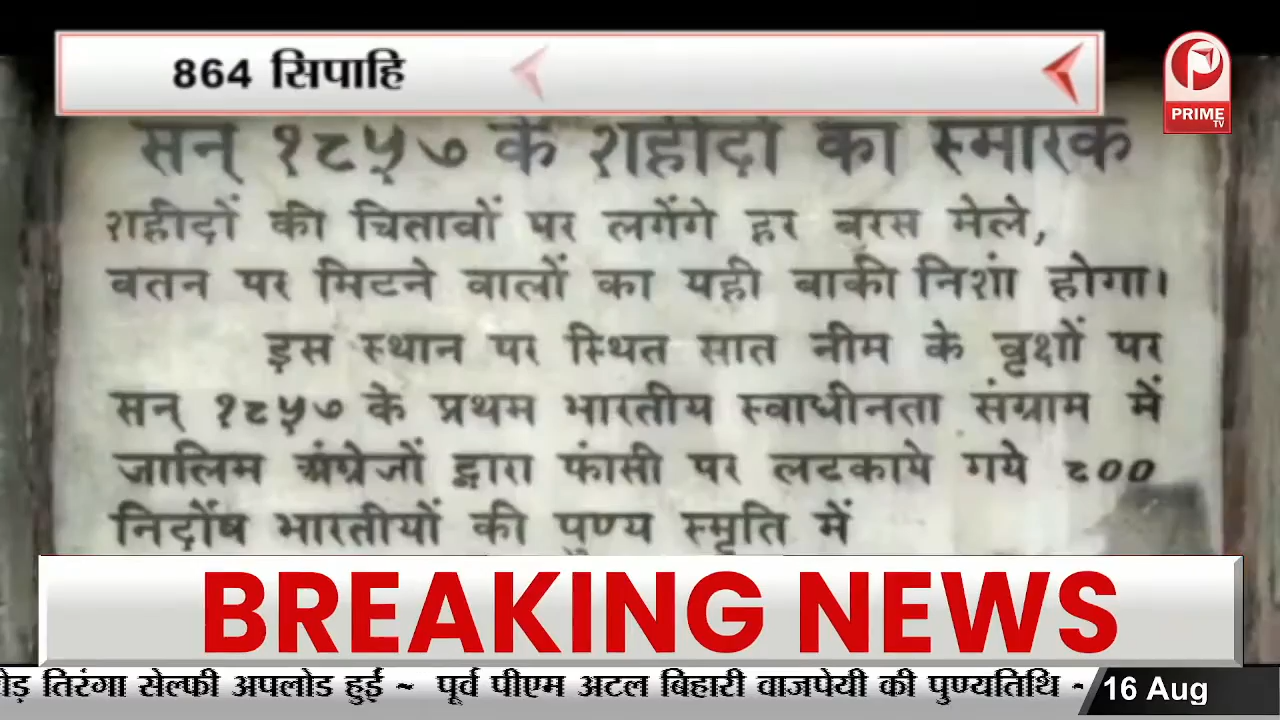 864 सिपाहि
PRIME
TV
सन् १८५७ के शहीदों का स्मारक
शहीदों की चितावों पर लगेंगे हर बरस मेले,
बतन पर मिटने वालों का यही बाकी निशां होगा।
इस स्थान पर स्थित सात नीम के वृक्षों पर
सन् १८५७ के प्रथम भारतीय स्वाधीनता संग्राम में
जालिम अंग्रेजों द्वारा फांसी पर लटकाये गये ८००
निर्दोष भारतीयों की पुण्य स्मृति में
BREAKING NEWS
तिरंगा सेल्फी अपलोड हुई ~ पूर्व पीएम अटल बिहारी वाजपेयी की पुण्यतिथि -
16 Aug